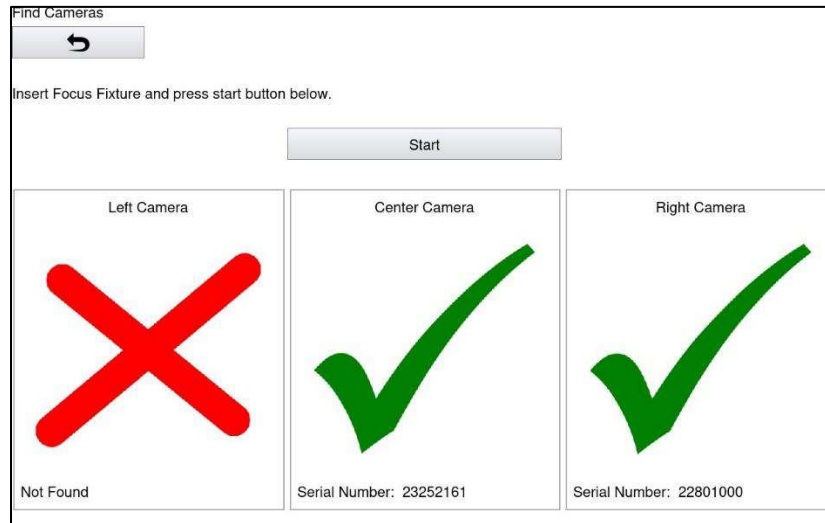 Find Cameras
Insert Focus Fixture and press start button below.
Start
Left Camera
Center Camera
Right Camera
Not Found
Serial Number: 23252161
Serial Number: 22801000